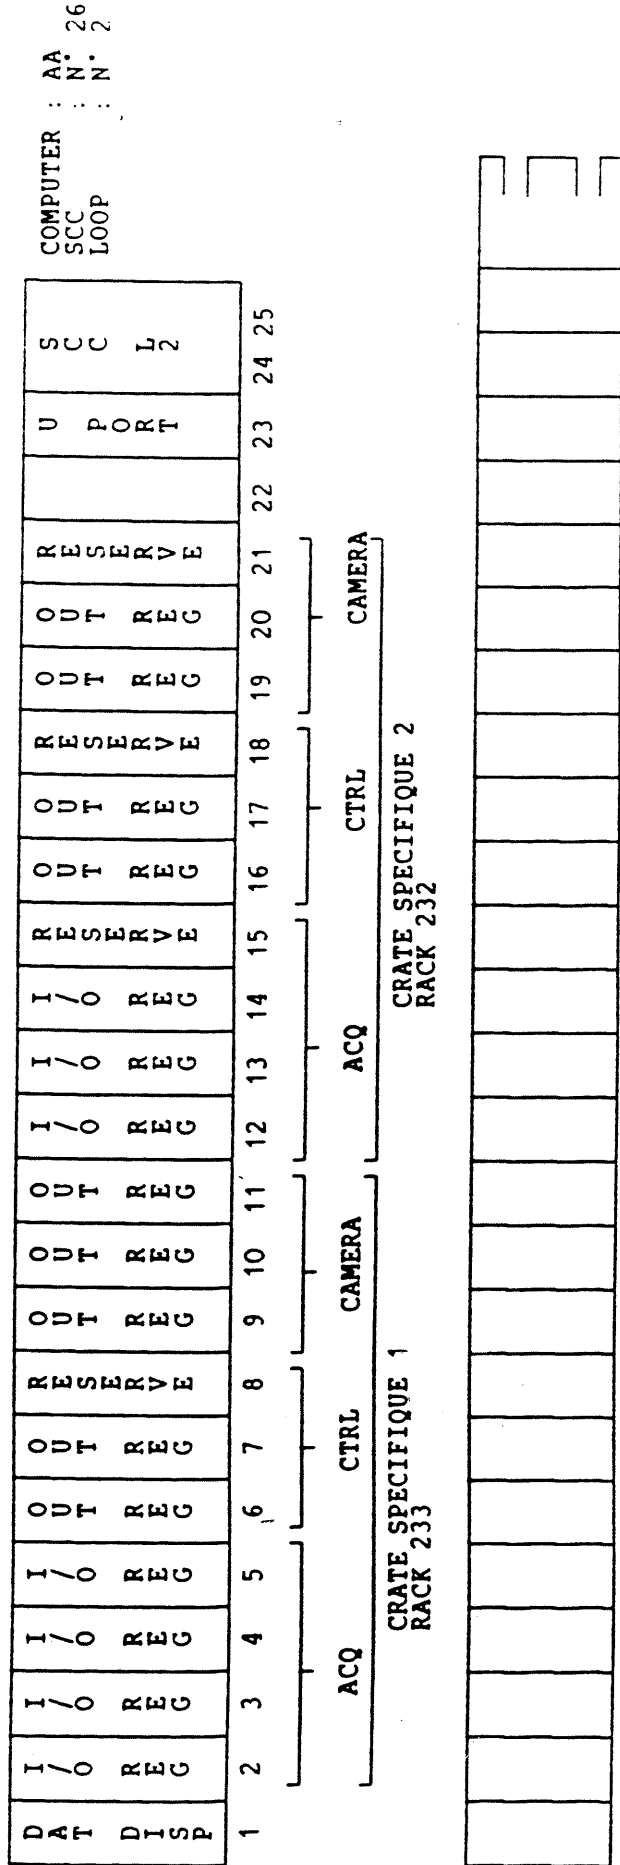 COMPUTER : AA
SCC : N° 26
LOOP : N° 2
DAT DISP
I/O REG
I/O REG
I/O REG
I/O REG
OUT REG
OUT REG
RESERVE
OUT REG
OUT REG
OUT REG
I/O REG
I/O REG
I/O REG
RESERVE
OUT REG
OUT REG
RESERVE
OUT REG
OUT REG
RESERVE
U PORT
SCC L2
1 2 3 4 5 6 7 8 9 10 11 12 13 14 15 16 17 18 19 20 21 22 23 24 25
ACQ CTRL CAMERA ACQ CTRL CAMERA
CRATE SPECIFIQUE 1
RACK 233
CRATE SPECIFIQUE 2
RACK 232